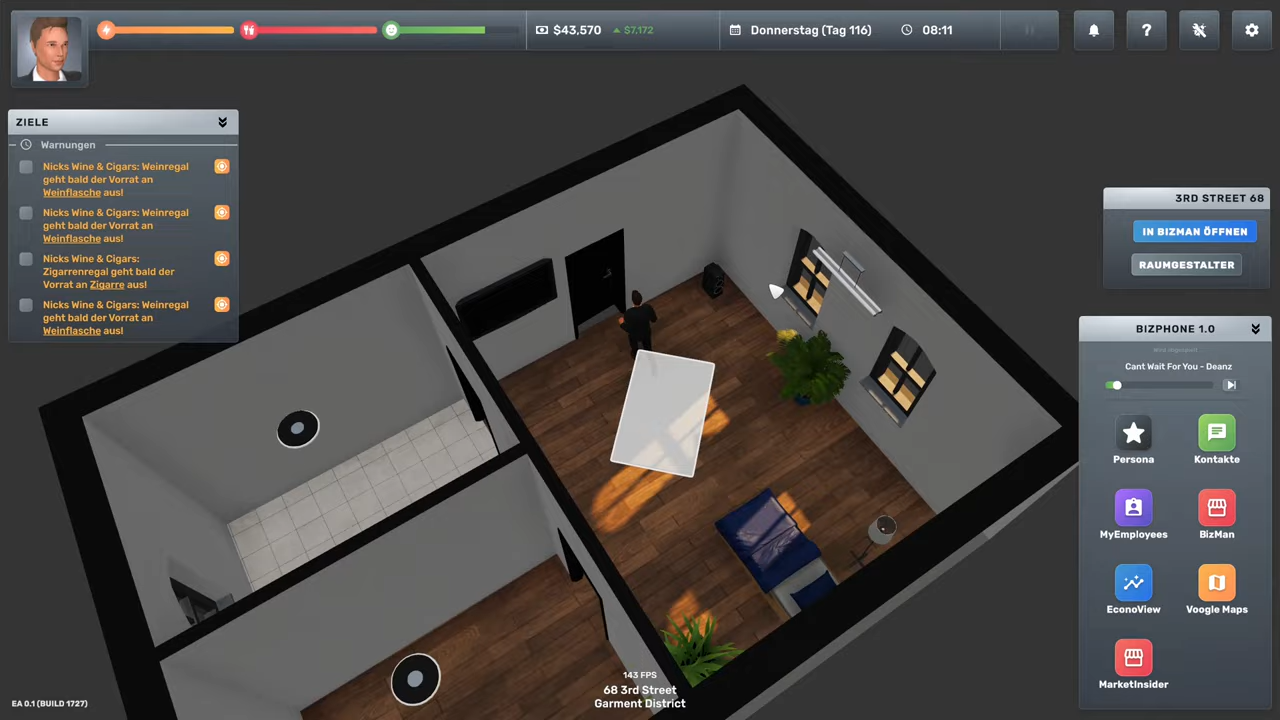 $43,570 ▲ $7,172
Donnerstag (Tag 116)
08:11
ZIELE
Warnungen
Nicks Wine & Cigars: Weinregal
geht bald der Vorrat an
Weinflasche aus!
Nicks Wine & Cigars: Weinregal
geht bald der Vorrat an
Weinflasche aus!
Nicks Wine & Cigars:
Zigarrenregal geht bald der
Vorrat an Zigarre aus!
Nicks Wine & Cigars: Weinregal
geht bald der Vorrat an
Weinflasche aus!
3RD STREET 68
IN BIZMAN ÖFFNEN
RAUMGESTALTER
BIZPHONE 1.0
Cant Wait For You - Deanz
Persona
Kontakte
MyEmployees
BizMan
EconoView
Voogle Maps
MarketInsider
143 FPS
68 3rd Street
Garment District
EA 0.1 (BUILD 1727)